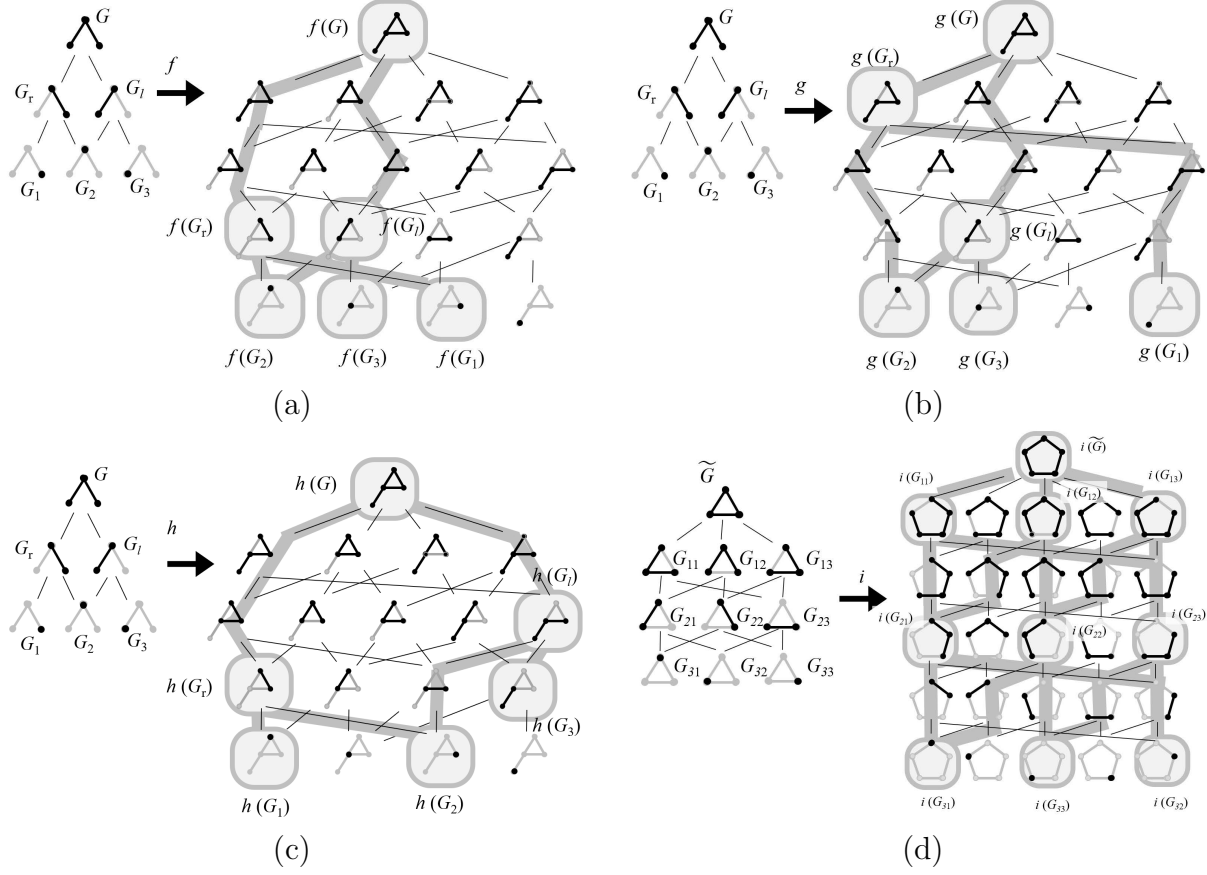 G
f (G)
f
G_r
G_l
G_1
G_2
G_3
f (G_r)
f (G_l)
f (G_2)
f (G_3)
f (G_1)
(a)
G
g (G)
g (G_r)
g
G_r
G_l
G_1
G_2
G_3
g (G_l)
g (G_2)
g (G_3)
g (G_1)
(b)
G
h (G)
h
G_r
G_l
h (G_l)
G_1
G_2
G_3
h (G_r)
h (G_3)
h (G_1)
h (G_2)
(c)
G̃
i (G̃)
i (G_11)
i (G_12)
i (G_13)
G_11
G_12
G_13
i
G_21
G_22
G_23
i (G_21)
i (G_22)
i (G_23)
G_31
G_32
G_33
i (G_31)
i (G_33)
i (G_32)
(d)